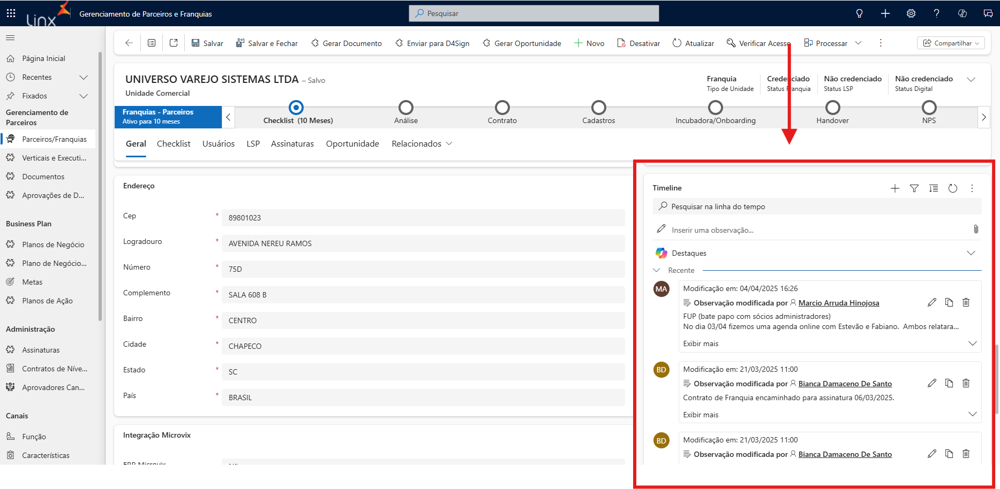 Linx
Gerenciamento de Parceiros e Franquias
Pesquisar
Salvar
Salvar e Fechar
Gerar Documento
Enviar para D4Sign
Gerar Oportunidade
Novo
Desativar
Atualizar
Verificar Acesso
Processar
Compartilhar
Página Inicial
Recentes
Fixados
Gerenciamento de
Parceiros
Parceiros/Franquias
Verticais e Executi...
Documentos
Aprovações de D...
Business Plan
Planos de Negócio
Plano de Negócio...
Metas
Planos de Ação
Administração
Assinaturas
Contratos de Níve...
Aprovadores Can...
Canais
Função
Características
UNIVERSO VAREJO SISTEMAS LTDA – Salvo
Unidade Comercial
Franquia
Tipo de Unidade
Credenciado
Status Franquia
Não credenciado
Status LSP
Não credenciado
Status Digital
Franquias - Parceiros
Ativo para 10 meses
Checklist (10 Meses)
Análise
Contrato
Cadastros
Incubadora/Onboarding
Handover
NPS
Geral
Checklist
Usuários
LSP
Assinaturas
Oportunidade
Relacionados
Endereço
Cep * 89801023
Logradouro * AVENIDA NEREU RAMOS
Número * 75D
Complemento * SALA 608 B
Bairro * CENTRO
Cidade * CHAPECO
Estado * SC
País * BRASIL
Integração Microvix
ERP Microvix
Timeline
Pesquisar na linha do tempo
Inserir uma observação...
Destaques
Recente
MA
Modificação em: 04/04/2025 16:26
Observação modificada por Marcio Arruda Hinojosa
FUP (bate papo com sócios administradores)
No dia 03/04 fizemos uma agenda online com Estevão e Fabiano. Ambos relatara...
Exibir mais
BD
Modificação em: 21/03/2025 11:00
Observação modificada por Bianca Damaceno De Santo
Contrato de Franquia encaminhado para assinatura 06/03/2025.
Exibir mais
BD
Modificação em: 21/03/2025 11:00
Observação modificada por Bianca Damaceno De Santo